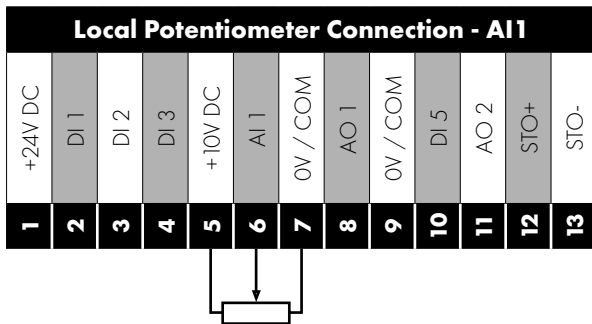 Local Potentiometer Connection - AI1
+24V DC
DI 1
DI 2
DI 3
+10V DC
AI 1
0V / COM
AO 1
0V / COM
DI 5
AO 2
STO+
STO-
1
2
3
4
5
6
7
8
9
10
11
12
13